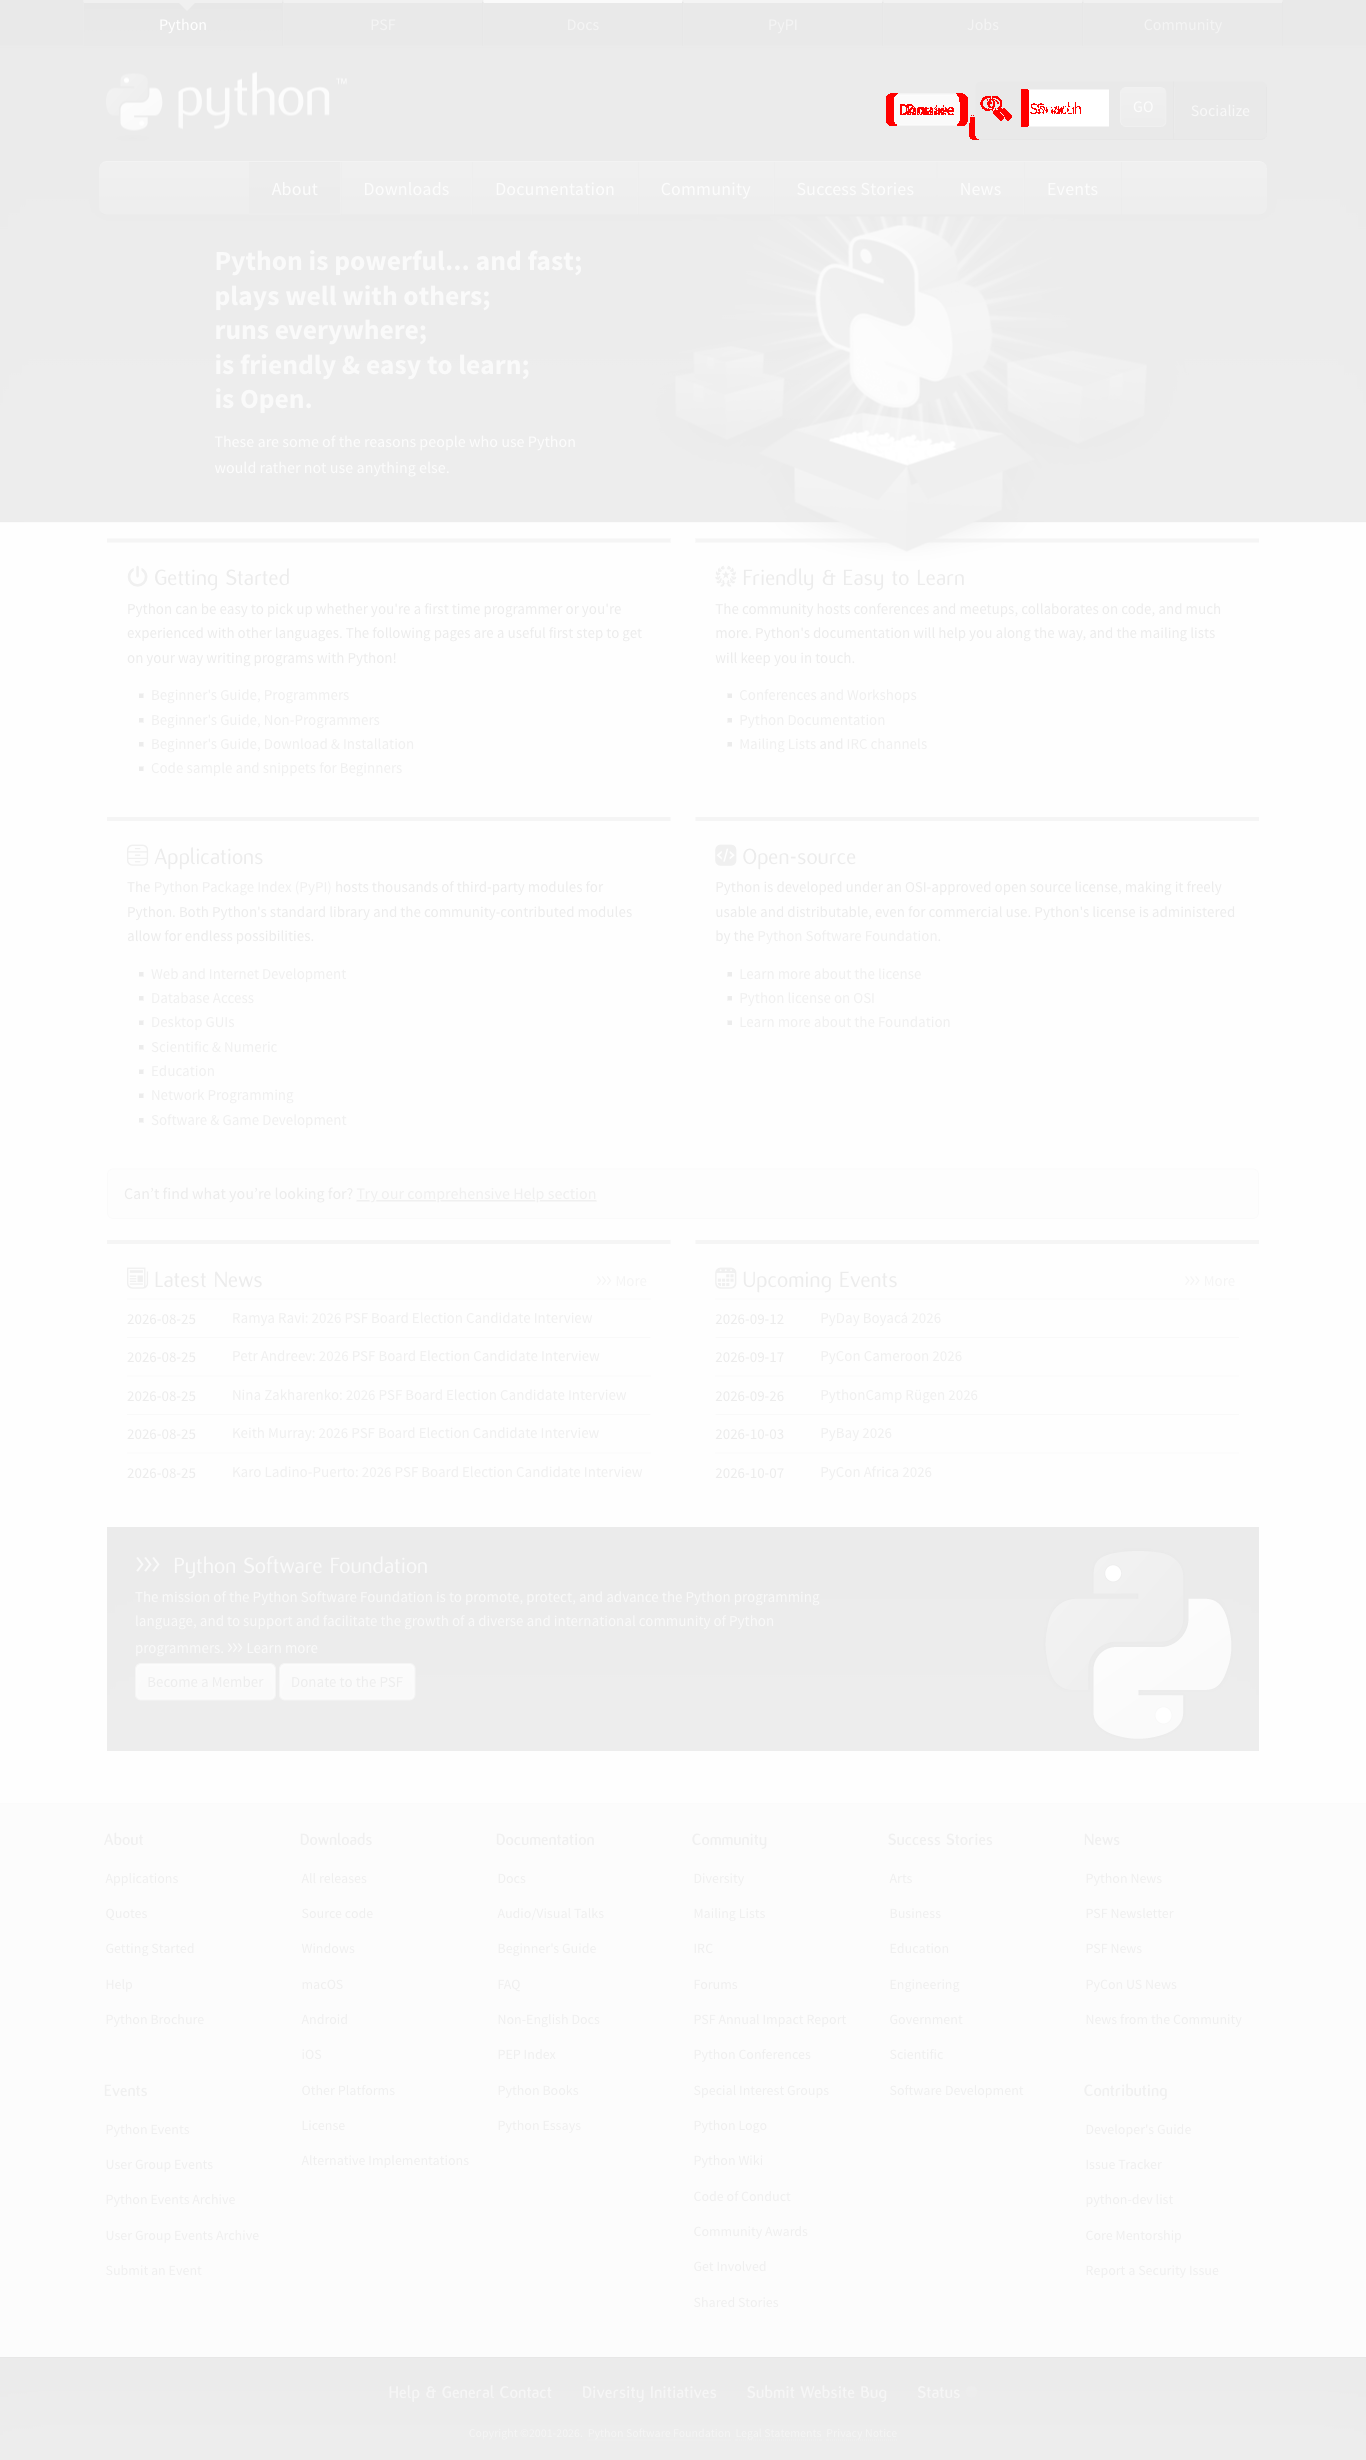 Python
PSF
Docs
PyPI
Jobs
Community
python™
GO
Socialize
About
Downloads
Documentation
Community
Success Stories
News
Events
Python is powerful... and fast;
plays well with others;
runs everywhere;
is friendly & easy to learn;
is Open.
These are some of the reasons people who use Python
would rather not use anything else.
Getting Started
Python can be easy to pick up whether you're a first time programmer or you're
experienced with other languages. The following pages are a useful first step to get
on your way writing programs with Python!
Beginner's Guide, Programmers
Beginner's Guide, Non-Programmers
Beginner's Guide, Download & Installation
Code sample and snippets for Beginners
Friendly & Easy to Learn
The community hosts conferences and meetups, collaborates on code, and much
more. Python's documentation will help you along the way, and the mailing lists
will keep you in touch.
Conferences and Workshops
Python Documentation
Mailing Lists and IRC channels
Applications
The Python Package Index (PyPI) hosts thousands of third-party modules for
Python. Both Python's standard library and the community-contributed modules
allow for endless possibilities.
Web and Internet Development
Database Access
Desktop GUIs
Scientific & Numeric
Education
Network Programming
Software & Game Development
Open-source
Python is developed under an OSI-approved open source license, making it freely
usable and distributable, even for commercial use. Python's license is administered
by the Python Software Foundation.
Learn more about the license
Python license on OSI
Learn more about the Foundation
Can't find what you're looking for? Try our comprehensive Help section
Latest News
More
2026-08-25 Ramya Ravi: 2026 PSF Board Election Candidate Interview
2026-08-25 Petr Andreev: 2026 PSF Board Election Candidate Interview
2026-08-25 Nina Zakharenko: 2026 PSF Board Election Candidate Interview
2026-08-25 Keith Murray: 2026 PSF Board Election Candidate Interview
2026-08-25 Karo Ladino-Puerto: 2026 PSF Board Election Candidate Interview
Upcoming Events
More
2026-09-12 PyDay Boyacá 2026
2026-09-17 PyCon Cameroon 2026
2026-09-26 PythonCamp Rügen 2026
2026-10-03 PyBay 2026
2026-10-07 PyCon Africa 2026
Python Software Foundation
The mission of the Python Software Foundation is to promote, protect, and advance the Python programming
language, and to support and facilitate the growth of a diverse and international community of Python
programmers. Learn more
Become a Member
Donate to the PSF
About
Applications
Quotes
Getting Started
Help
Python Brochure
Downloads
All releases
Source code
Windows
macOS
Android
iOS
Other Platforms
License
Alternative Implementations
Documentation
Docs
Audio/Visual Talks
Beginner's Guide
FAQ
Non-English Docs
PEP Index
Python Books
Python Essays
Community
Diversity
Mailing Lists
IRC
Forums
PSF Annual Impact Report
Python Conferences
Special Interest Groups
Python Logo
Python Wiki
Code of Conduct
Community Awards
Get Involved
Shared Stories
Success Stories
Arts
Business
Education
Engineering
Government
Scientific
Software Development
News
Python News
PSF Newsletter
PSF News
PyCon US News
News from the Community
Events
Python Events
User Group Events
Python Events Archive
User Group Events Archive
Submit an Event
Contributing
Developer's Guide
Issue Tracker
python-dev list
Core Mentorship
Report a Security Issue
Help & General Contact
Diversity Initiatives
Submit Website Bug
Status